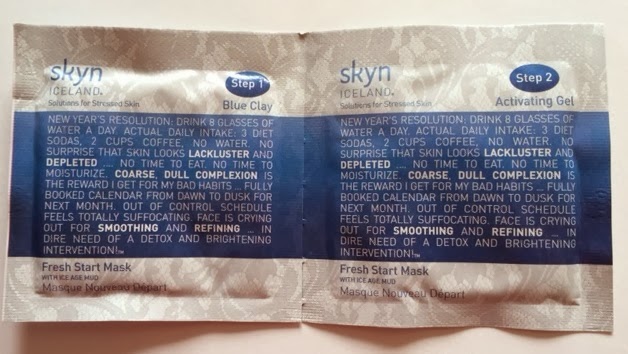 skyn
ICELAND®
Solutions for Stressed Skin
Step 1
Blue Clay
NEW YEAR'S RESOLUTION: DRINK 8 GLASSES OF
WATER A DAY. ACTUAL DAILY INTAKE: 3 DIET
SODAS, 2 CUPS COFFEE, NO WATER. NO
SURPRISE THAT SKIN LOOKS LACKLUSTER AND
DEPLETED .... NO TIME TO EAT. NO TIME TO
MOISTURIZE. COARSE, DULL COMPLEXION IS
THE REWARD I GET FOR MY BAD HABITS ... FULLY
BOOKED CALENDAR FROM DAWN TO DUSK FOR
NEXT MONTH. OUT OF CONTROL SCHEDULE
FEELS TOTALLY SUFFOCATING. FACE IS CRYING
OUT FOR SMOOTHING AND REFINING ... IN
DIRE NEED OF A DETOX AND BRIGHTENING
INTERVENTION!™
Fresh Start Mask
WITH ICE AGE MUD
Masque Nouveau Départ
skyn
ICELAND®
Solutions for Stressed Skin
Step 2
Activating Gel
NEW YEAR'S RESOLUTION: DRINK 8 GLASSES OF
WATER A DAY. ACTUAL DAILY INTAKE: 3 DIET
SODAS, 2 CUPS COFFEE, NO WATER. NO
SURPRISE THAT SKIN LOOKS LACKLUSTER AND
DEPLETED .... NO TIME TO EAT. NO TIME TO
MOISTURIZE. COARSE, DULL COMPLEXION IS
THE REWARD I GET FOR MY BAD HABITS ... FULLY
BOOKED CALENDAR FROM DAWN TO DUSK FOR
NEXT MONTH. OUT OF CONTROL SCHEDULE
FEELS TOTALLY SUFFOCATING. FACE IS CRYING
OUT FOR SMOOTHING AND REFINING ... IN
DIRE NEED OF A DETOX AND BRIGHTENING
INTERVENTION!™
Fresh Start Mask
WITH ICE AGE MUD
Masque Nouveau Départ